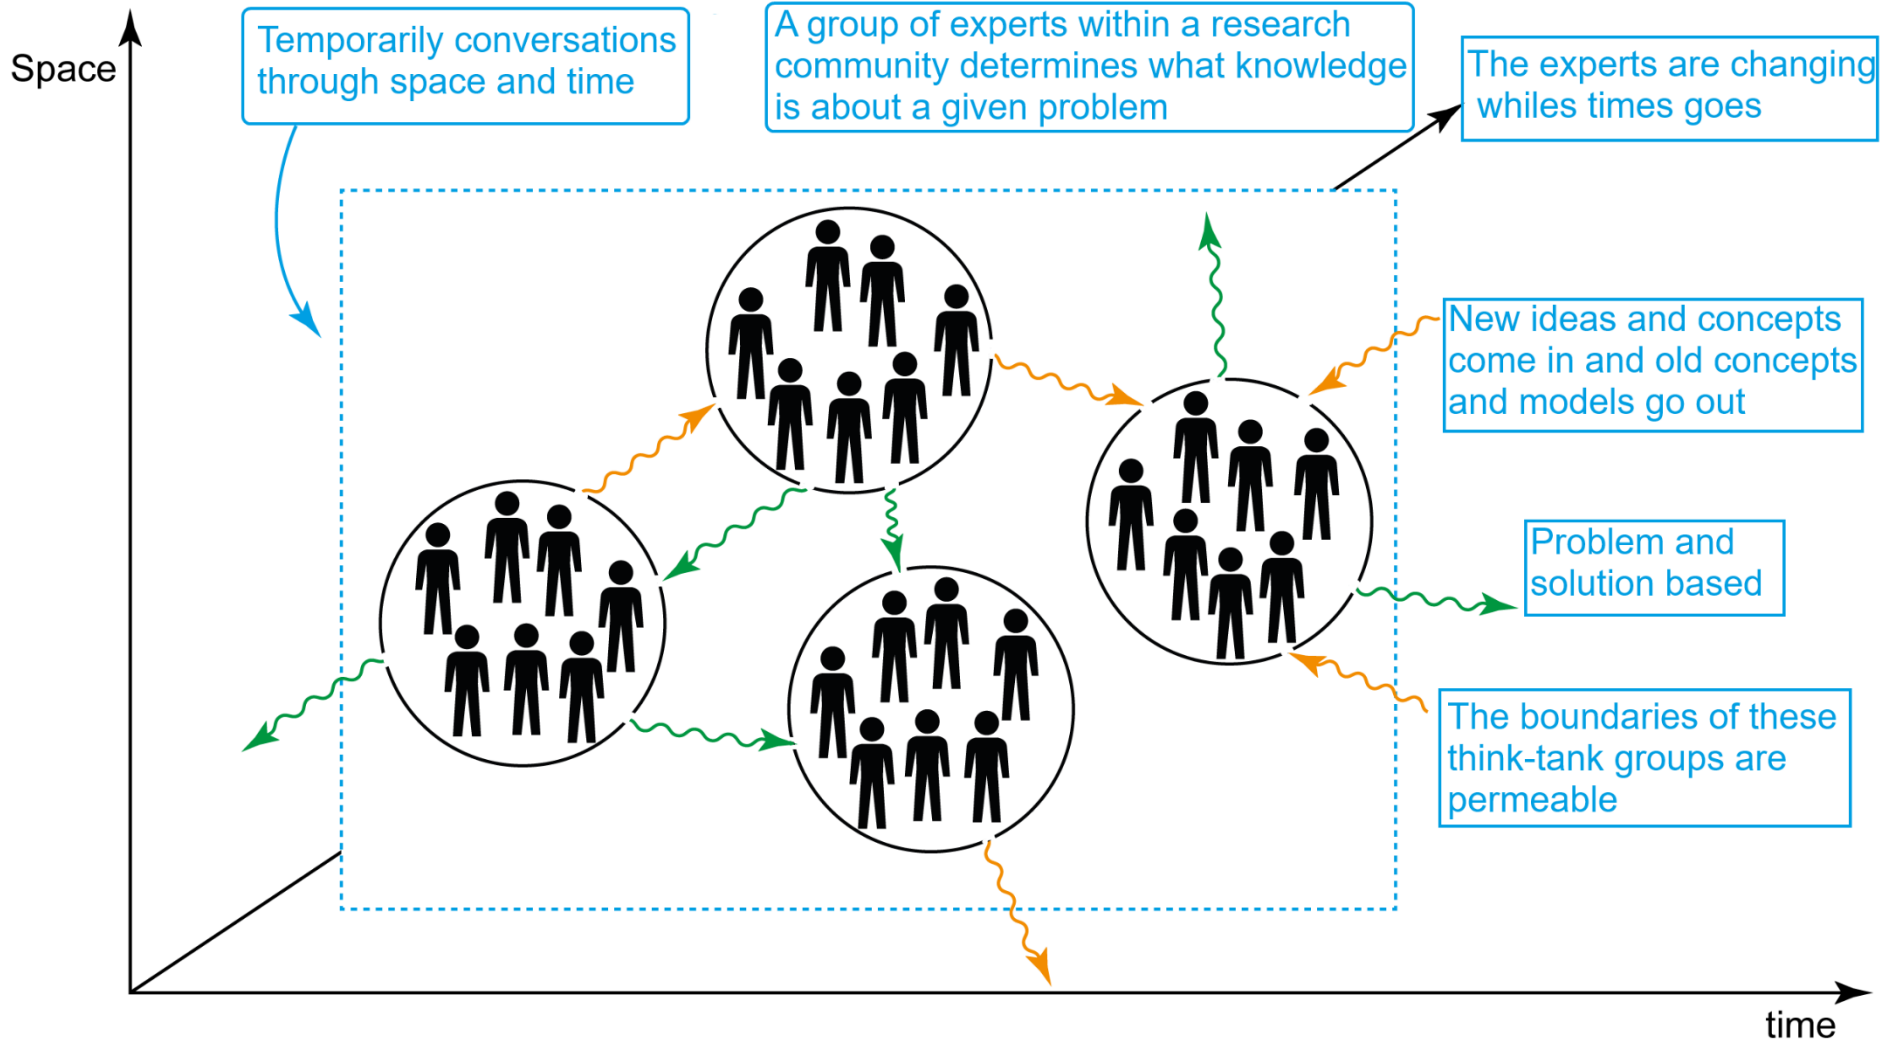 Space
Temporarily conversations
through space and time
A group of experts within a research
community determines what knowledge
is about a given problem
The experts are changing
whiles times goes
New ideas and concepts
come in and old concepts
and models go out
Problem and
solution based
The boundaries of these
think-tank groups are
permeable
time